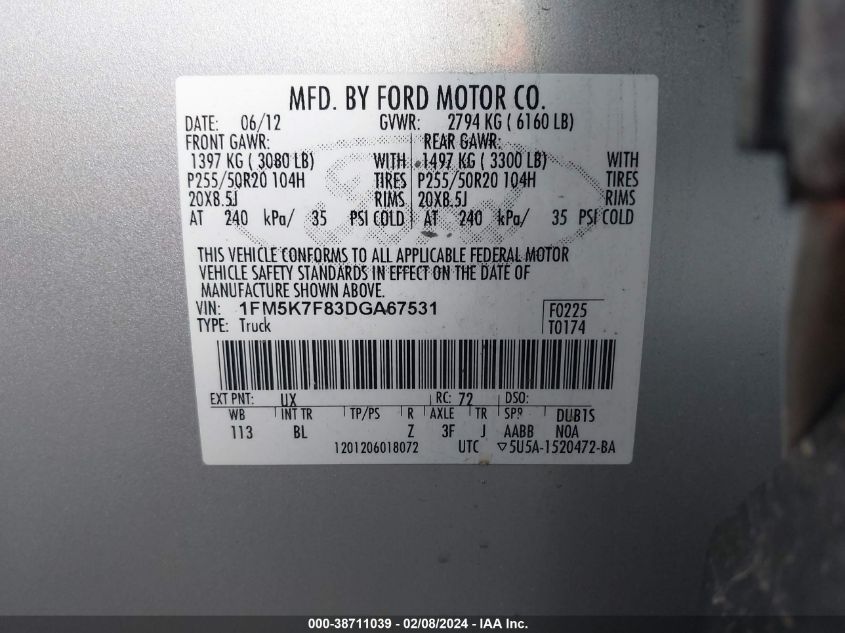 MFD. BY FORD MOTOR CO.
DATE: 06/12 GVWR: 2794 KG ( 6160 LB)
FRONT GAWR: REAR GAWR:
1397 KG ( 3080 LB) WITH 1497 KG ( 3300 LB) WITH
P255/50R20 104H TIRES P255/50R20 104H TIRES
20X8.5J RIMS 20X8.5J RIMS
AT 240 kPa/ 35 PSI COLD AT 240 kPa/ 35 PSI COLD
THIS VEHICLE CONFORMS TO ALL APPLICABLE FEDERAL MOTOR
VEHICLE SAFETY STANDARDS IN EFFECT ON THE DATE OF
MANUFACTURE SHOWN ABOVE.
VIN: 1FM5K7F83DGA67531 F0225
TYPE: Truck T0174
EXT PNT: UX RC: 72 DSO:
WB INT TR TP/PS R AXLE TR SPR DUB1S
113 BL Z 3F J AABB NOA
1201206018072 UTC ▽5U5A-1520472-BA
000-38711039 - 02/08/2024 - IAA Inc.